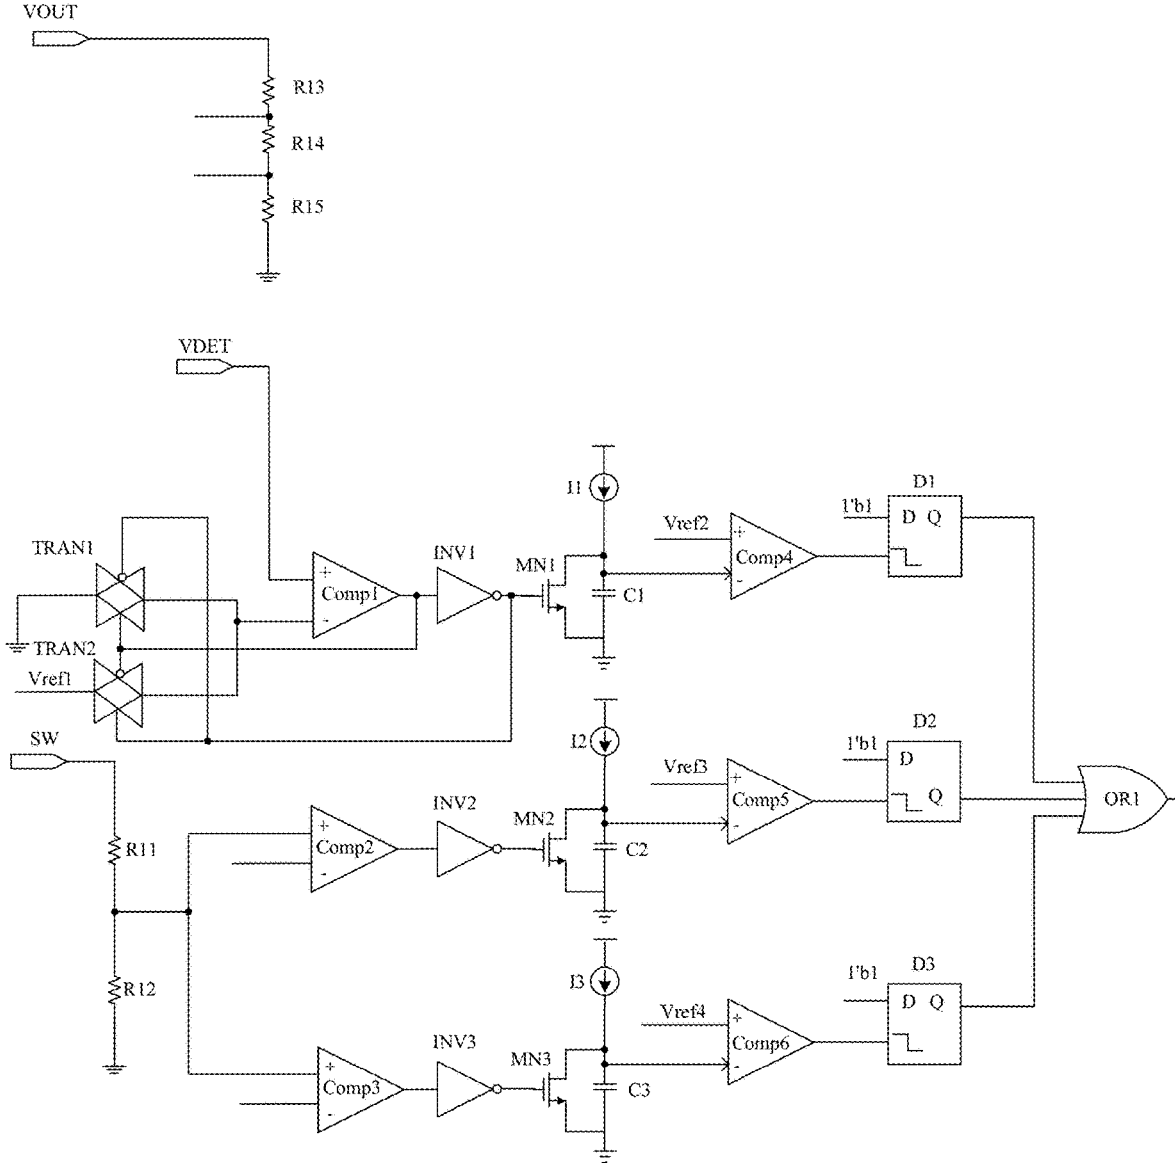 VOUT
R13
R14
R15
VDET
I1
D1
Vref2
1'b1
D Q
TRAN1
INV1
MN1
+
Comp4
-
+
Comp1
-
C1
TRAN2
Vref1
SW
I2
D2
1'b1
Vref3
D
INV2
MN2
+
Comp5
-
Q
OR1
R11
+
Comp2
-
C2
I3
D3
1'b1
R12
Vref4
D Q
INV3
MN3
+
Comp6
-
+
Comp3
-
C3